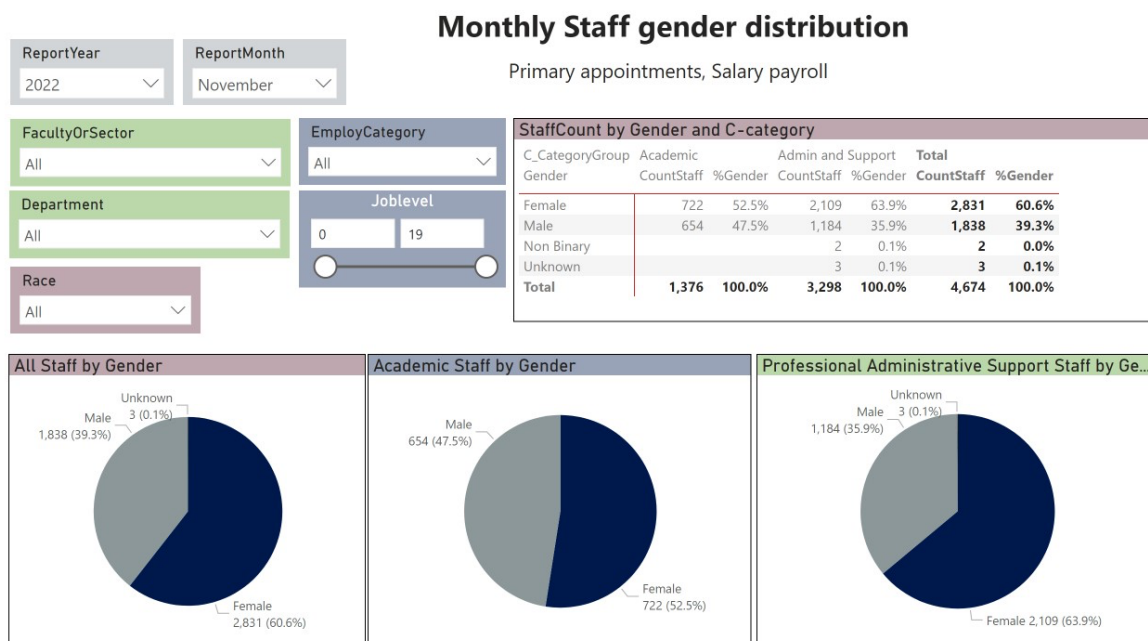 Monthly Staff gender distribution
Primary appointments, Salary payroll
ReportYear
2022
ReportMonth
November
FacultyOrSector
All
Department
All
Race
All
EmployCategory
All
Joblevel
0 19
StaffCount by Gender and C-category
C_CategoryGroup Academic Admin and Support Total
Gender CountStaff %Gender CountStaff %Gender CountStaff %Gender
Female 722 52.5% 2,109 63.9% 2,831 60.6%
Male 654 47.5% 1,184 35.9% 1,838 39.3%
Non Binary 2 0.1% 2 0.0%
Unknown 3 0.1% 3 0.1%
Total 1,376 100.0% 3,298 100.0% 4,674 100.0%
All Staff by Gender
Unknown
3 (0.1%)
Male
1,838 (39.3%)
Female
2,831 (60.6%)
Academic Staff by Gender
Male
654 (47.5%)
Female
722 (52.5%)
Professional Administrative Support Staff by Ge...
Unknown
3 (0.1%)
Male
1,184 (35.9%)
Female 2,109 (63.9%)